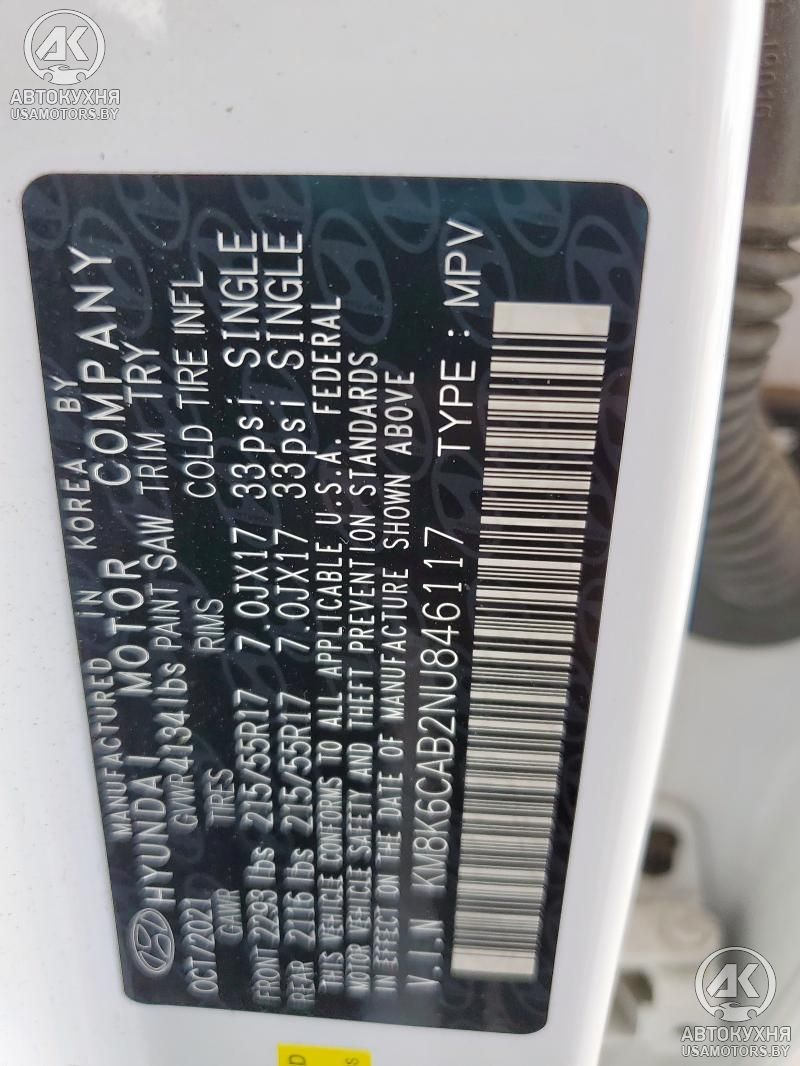 АК
АВТОКУХНЯ
USAMOTORS.BY
MANUFACTURED IN KOREA BY
HYUNDAI MOTOR COMPANY
OCT/2021 GVWR4134lbs PAINT SAW TRIM TRY
GAWR TIRES RIMS COLD TIRE INFL
FRONT 2293 lbs 215/55R17 7.0JX17 33psi SINGLE
REAR 2116 lbs 215/55R17 7.0JX17 33psi SINGLE
THIS VEHICLE CONFORMS TO ALL APPLICABLE U.S.A. FEDERAL
MOTOR VEHICLE SAFETY AND THEFT PREVENTION STANDARDS
IN EFFECT ON THE DATE OF MANUFACTURE SHOWN ABOVE
V.I.N KM8K6CAB2NU846117 TYPE : MPV
АК
АВТОКУХНЯ
USAMOTORS.BY